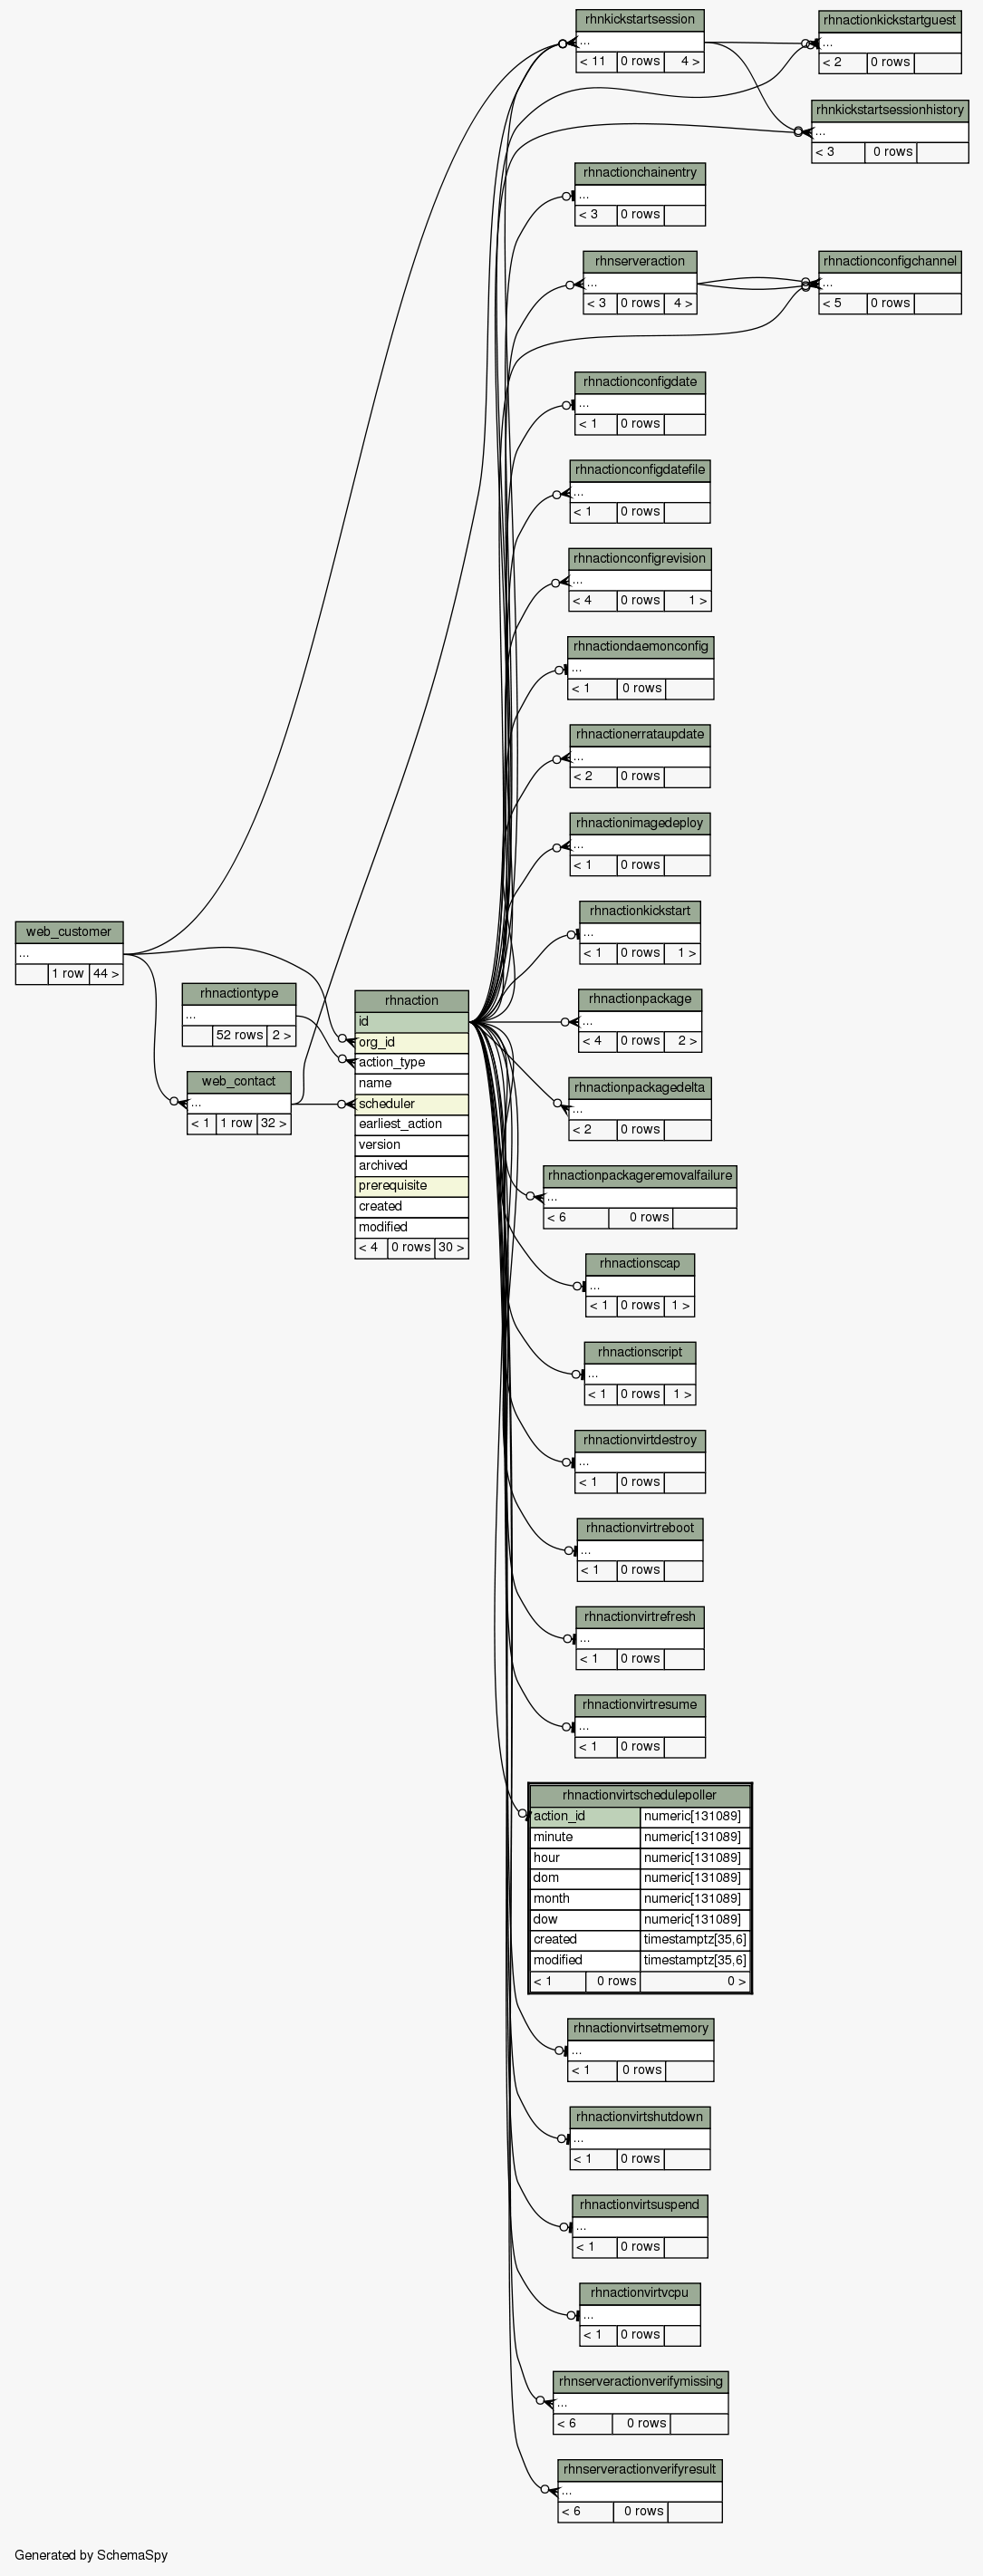 rhnkickstartsession
...
< 11 0 rows 4 >
rhnactionkickstartguest
...
< 2 0 rows
rhnkickstartsessionhistory
...
< 3 0 rows
rhnactionchainentry
...
< 3 0 rows
rhnserveraction
...
< 3 0 rows 4 >
rhnactionconfigchannel
...
< 5 0 rows
rhnactionconfigdate
...
< 1 0 rows
rhnactionconfigdatefile
...
< 1 0 rows
rhnactionconfigrevision
...
< 4 0 rows 1 >
rhnactiondaemonconfig
...
< 1 0 rows
rhnactionerrataupdate
...
< 2 0 rows
rhnactionimagedeploy
...
< 1 0 rows
rhnactionkickstart
...
< 1 0 rows 1 >
web_customer
...
1 row 44 >
rhnactiontype
...
52 rows 2 >
web_contact
...
< 1 1 row 32 >
rhnaction
id
org_id
action_type
name
scheduler
earliest_action
version
archived
prerequisite
created
modified
< 4 0 rows 30 >
rhnactionpackage
...
< 4 0 rows 2 >
rhnactionpackagedelta
...
< 2 0 rows
rhnactionpackageremovalfailure
...
< 6 0 rows
rhnactionscap
...
< 1 0 rows 1 >
rhnactionscript
...
< 1 0 rows 1 >
rhnactionvirtdestroy
...
< 1 0 rows
rhnactionvirtreboot
...
< 1 0 rows
rhnactionvirtrefresh
...
< 1 0 rows
rhnactionvirtresume
...
< 1 0 rows
rhnactionvirtschedulepoller
action_id numeric[131089]
minute numeric[131089]
hour numeric[131089]
dom numeric[131089]
month numeric[131089]
dow numeric[131089]
created timestamptz[35,6]
modified timestamptz[35,6]
< 1 0 rows 0 >
rhnactionvirtsetmemory
...
< 1 0 rows
rhnactionvirtshutdown
...
< 1 0 rows
rhnactionvirtsuspend
...
< 1 0 rows
rhnactionvirtvcpu
...
< 1 0 rows
rhnserveractionverifymissing
...
< 6 0 rows
rhnserveractionverifyresult
...
< 6 0 rows
Generated by SchemaSpy